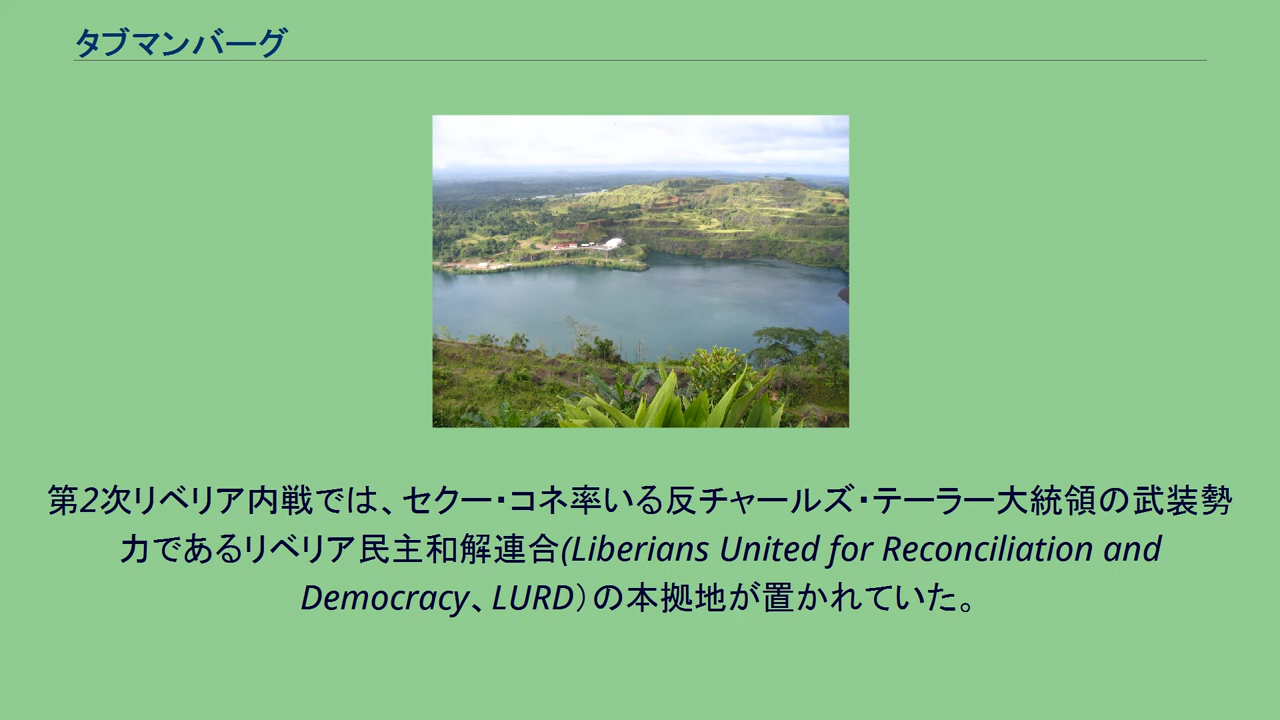 タブマンバーグ
第2次リベリア内戦では、セクー・コネ率いる反チャールズ・テーラー大統領の武装勢
力であるリベリア民主和解連合(Liberians United for Reconciliation and
Democracy、LURD）の本拠地が置かれていた。